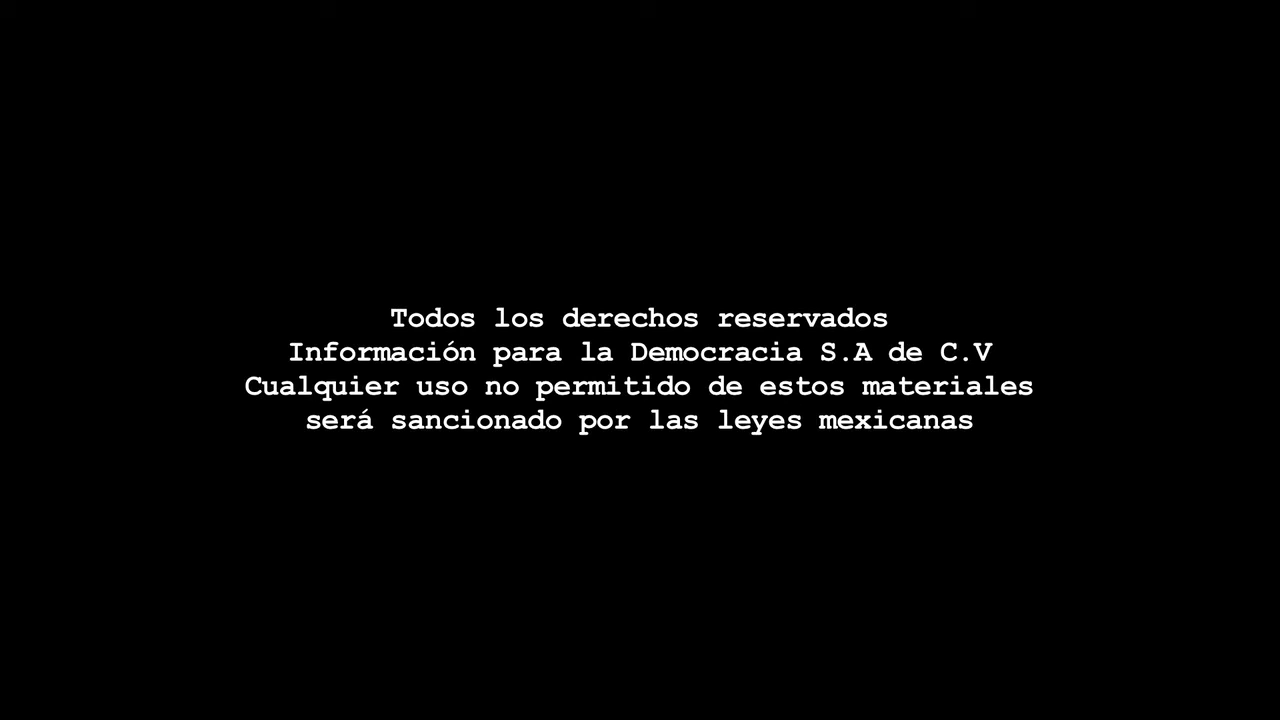 Todos los derechos reservados
Información para la Democracia S.A de C.V
Cualquier uso no permitido de estos materiales
será sancionado por las leyes mexicanas